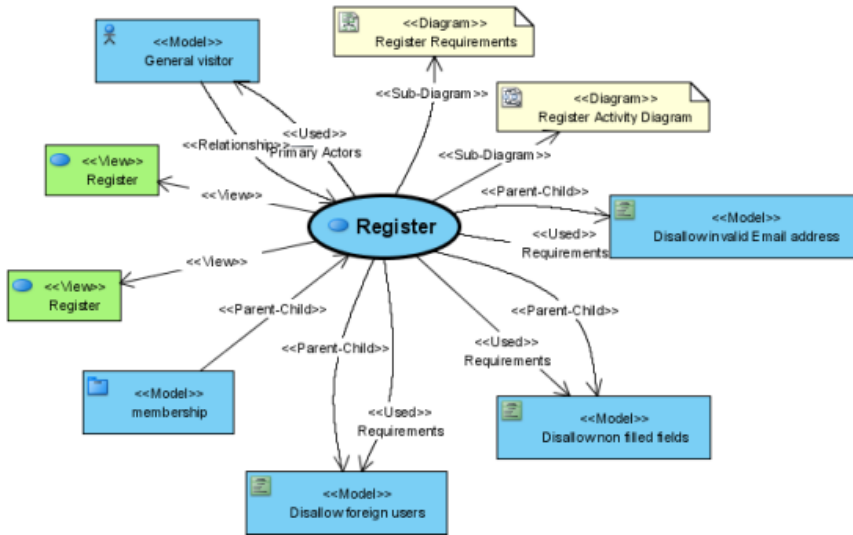 <<Diagram>>
Register Requirements
<<Model>>
General visitor
<<Sub-Diagram>>
<<Diagram>>
Register Activity Diagram
<<Used>>
<<Relationship>>
Primary Actors
<<Sub-Diagram>>
<<View>>
Register
<<View>>
<<Parent-Child>>
Register
<<Model>>
Disallow invalid Email address
<<Used>>
Requirements
<<View>>
<<View>>
Register
<<Parent-Child>>
<<Parent-Child>>
<<Parent-Child>>
<<Used>>
Requirements
<<Model>>
membership
<<Used>>
Requirements
<<Model>>
Disallow non filled fields
<<Model>>
Disallow foreign users